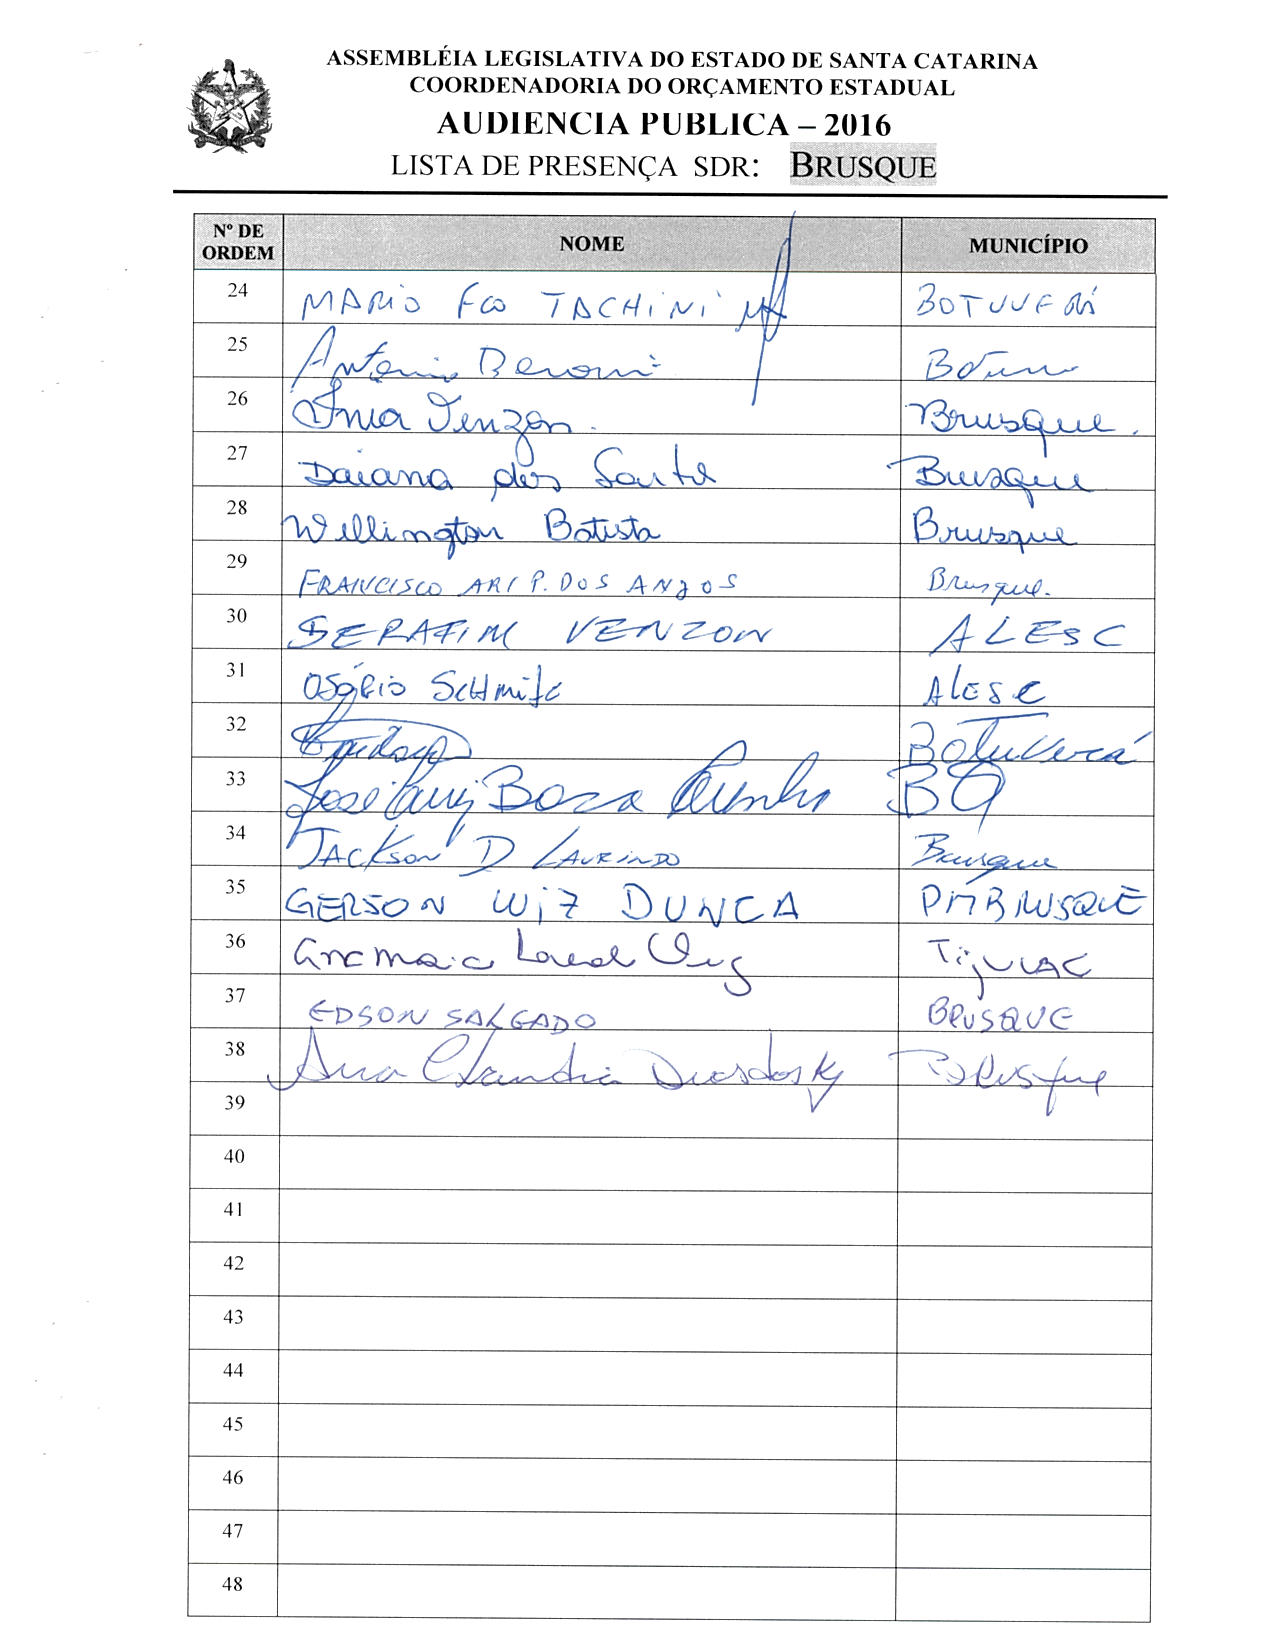 ASSEMBLÉIA LEGISLATIVA DO ESTADO DE SANTA CATARINA
COORDENADORIA DO ORÇAMENTO ESTADUAL
AUDIENCIA PUBLICA – 2016
LISTA DE PRESENÇA SDR: BRUSQUE
Nº DE ORDEM NOME MUNICÍPIO
24 MARIO Fco TACHINI BOTUVERÁ
25 Antonio
26 Venzon. Brusque.
27 Daiana dos Brusque
28 Wellington Batista Brusque
29 FRANCISCO ARI P. DOS ANJOS Brusque.
30 SERAFIM VENZON ALESC
31 OSÓRIO SCHmitz ALESC
32 Botuverá
33 José Luiz Cunha BQ
34 JACKSON D LAURINDO Brusque
35 GERSON DUNCA PMBRUSQUE
36
37 EDSON SALGADO BRUSQUE
38 Ana Claudia Brusque
39
40
41
42
43
44
45
46
47
48